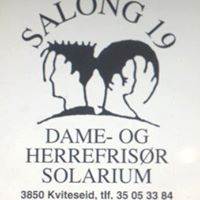 SALONG 19
DAME- OG
HERREFRISØR
SOLARIUM
3850 Kviteseid, tlf. 35 05 33 84